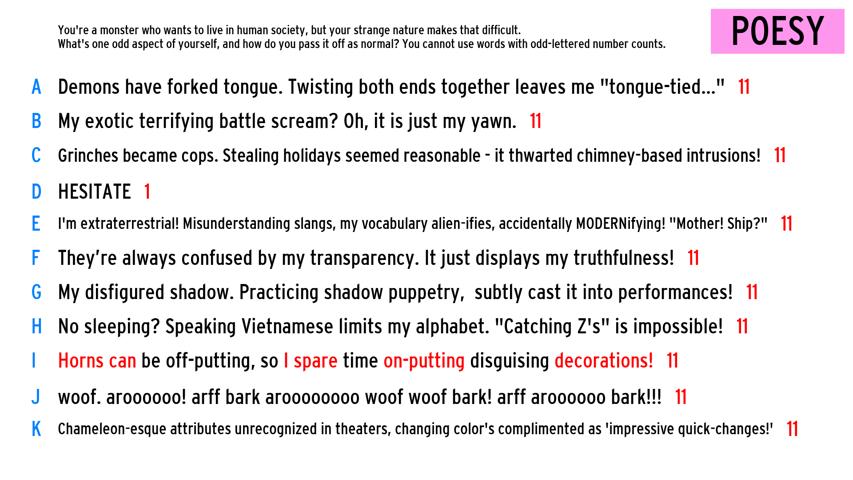 You're a monster who wants to live in human society, but your strange nature makes that difficult.
What's one odd aspect of yourself, and how do you pass it off as normal? You cannot use words with odd-lettered number counts.
POESY
A Demons have forked tongue. Twisting both ends together leaves me "tongue-tied..." 11
B My exotic terrifying battle scream? Oh, it is just my yawn. 11
C Grinches became cops. Stealing holidays seemed reasonable - it thwarted chimney-based intrusions! 11
D HESITATE 1
E I'm extraterrestrial! Misunderstanding slangs, my vocabulary alien-ifies, accidentally MODERNifying! "Mother! Ship?" 11
F They're always confused by my transparency. It just displays my truthfulness! 11
G My disfigured shadow. Practicing shadow puppetry, subtly cast it into performances! 11
H No sleeping? Speaking Vietnamese limits my alphabet. "Catching Z's" is impossible! 11
I Horns can be off-putting, so I spare time on-putting disguising decorations! 11
J woof. aroooooo! arff bark aroooooooo woof woof bark! arff aroooooo bark!!! 11
K Chameleon-esque attributes unrecognized in theaters, changing color's complimented as 'impressive quick-changes!' 11